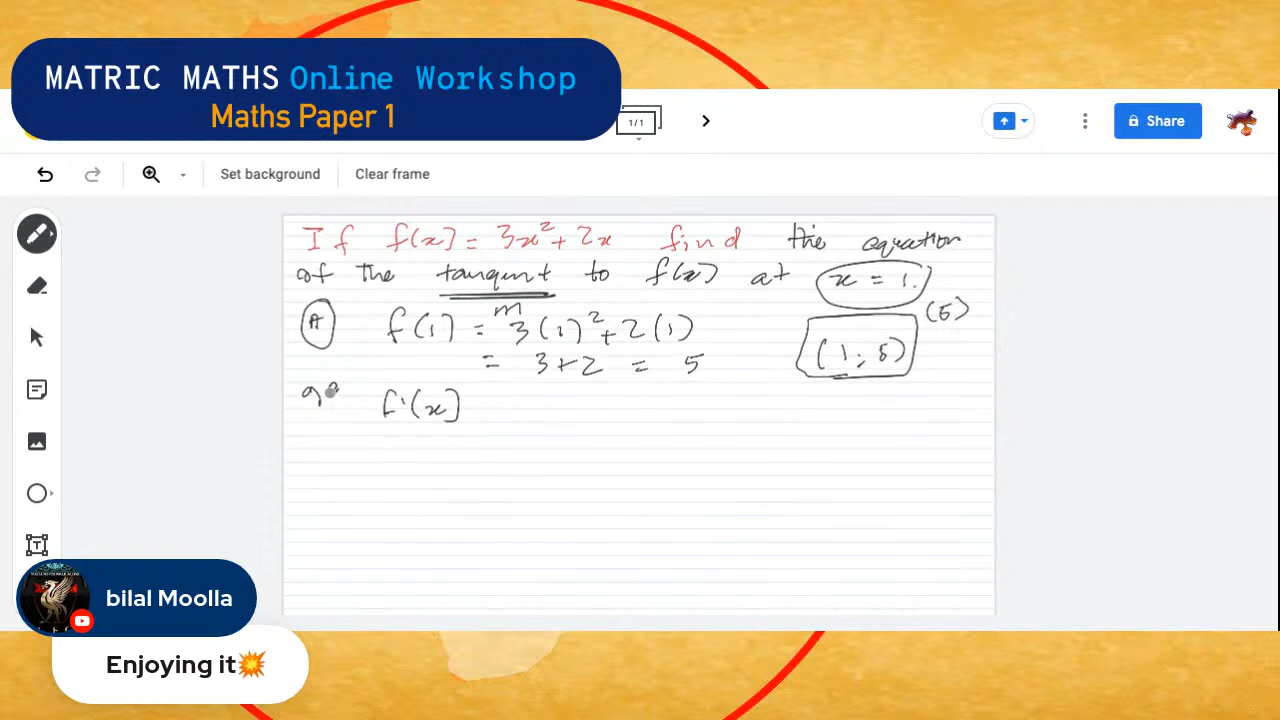 MATRIC MATHS Online Workshop
Maths Paper 1
1/1
Share
Set background
Clear frame
If f(x) = 3x² + 2x find the equation
of the tangent to f(x) at x = 1.
(5)
m
A f(1) = 3(1)² + 2(1)
= 3 + 2 = 5
(1; 5)
f'(x)
bilal Moolla
Enjoying it💥